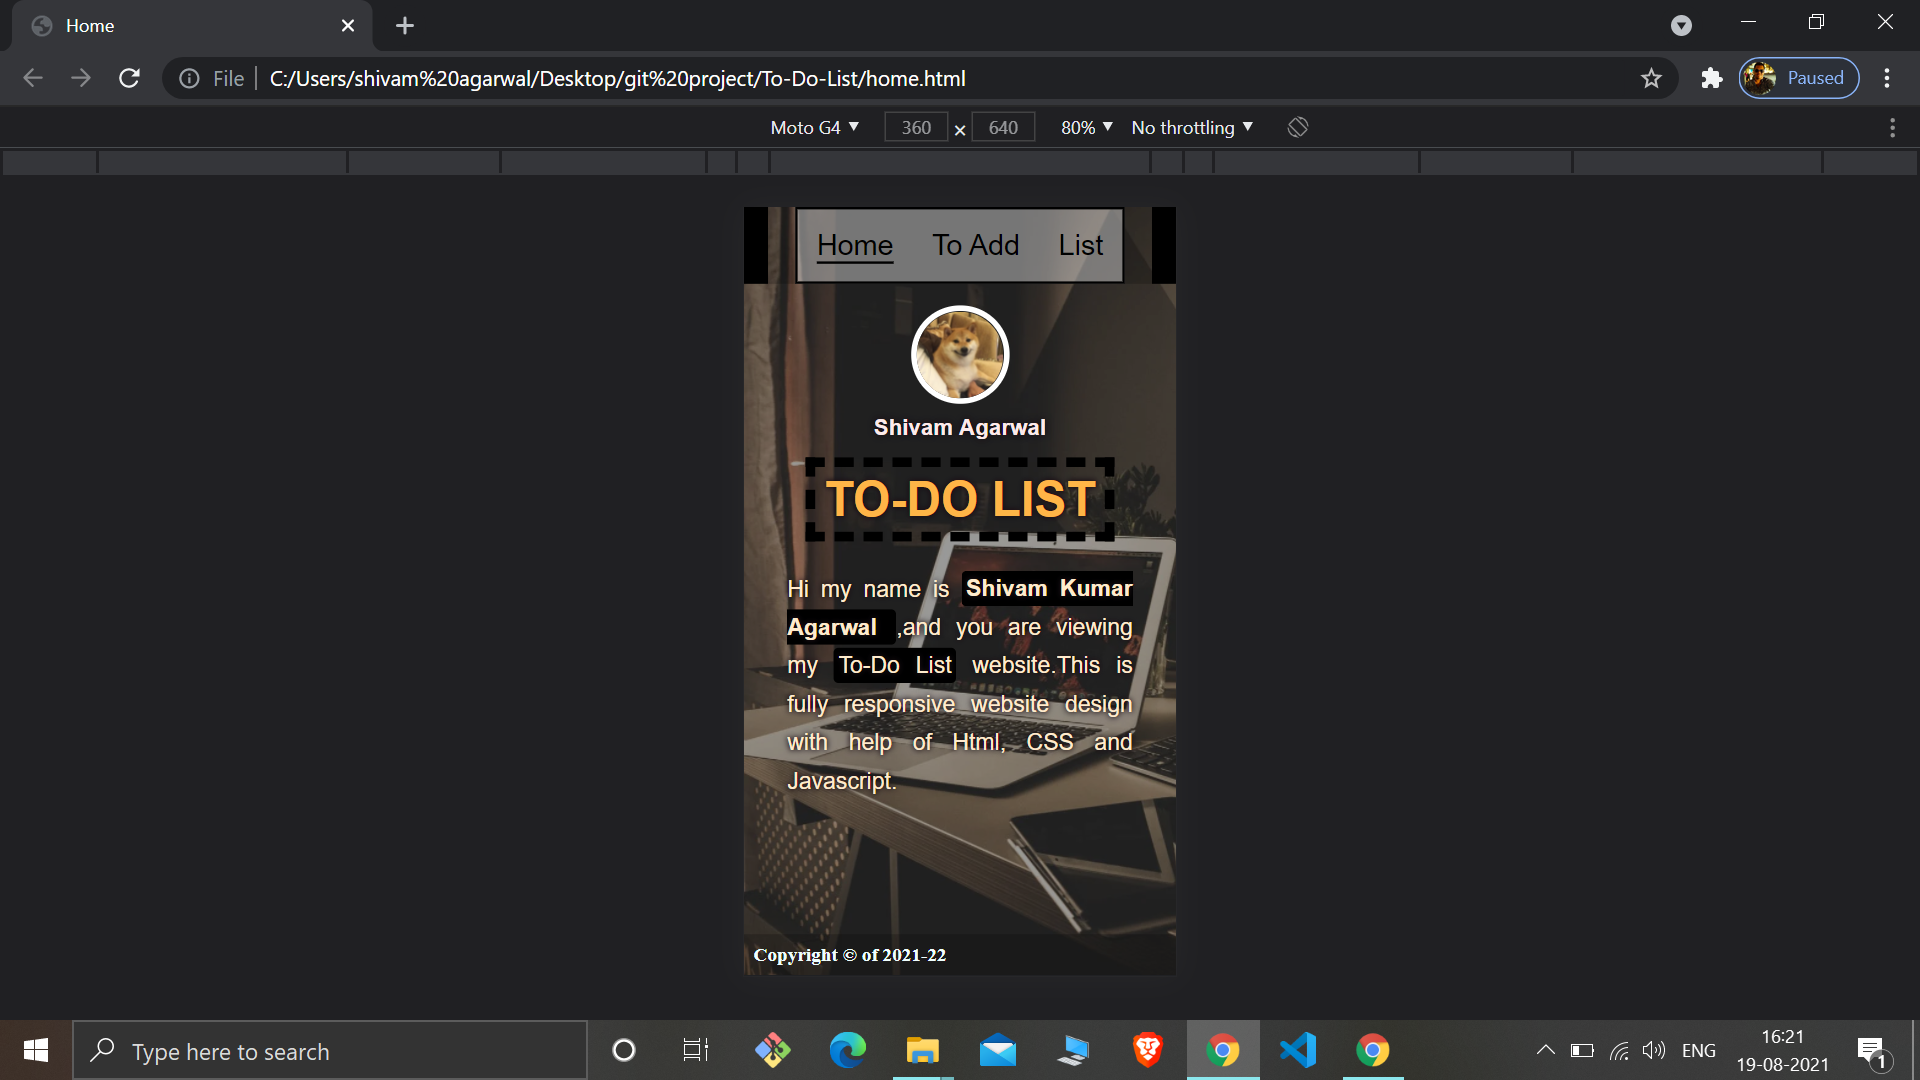 Home
File
C:/Users/shivam%20agarwal/Desktop/git%20project/To-Do-List/home.html
Paused
Moto G4 ▼ 360 × 640 80% ▼ No throttling ▼
Home To Add List
Shivam Agarwal
TO-DO LIST
Hi my name is Shivam Kumar
Agarwal ,and you are viewing
my To-Do List website.This is
fully responsive website design
with help of Html, CSS and
Javascript.
Copyright © of 2021-22
Type here to search
ENG
16:21
19-08-2021
1